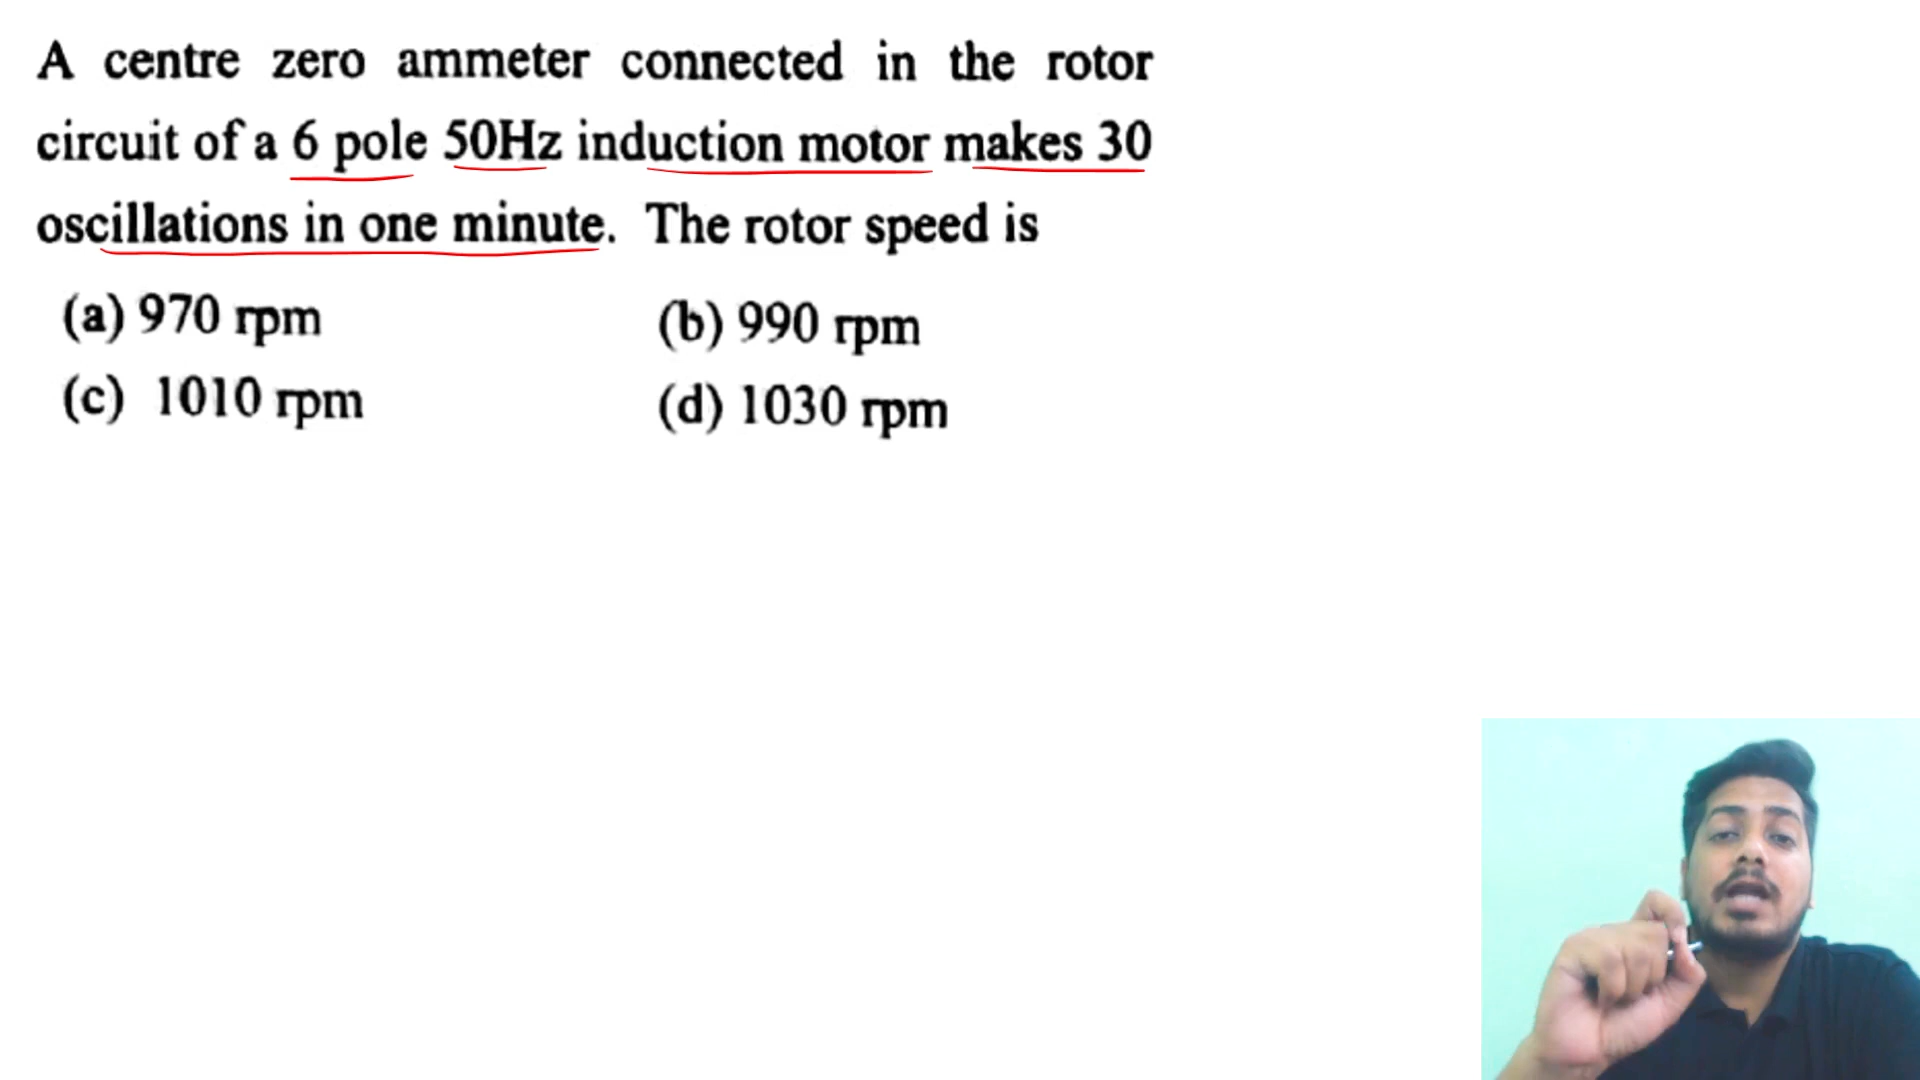 A centre zero ammeter connected in the rotor
circuit of a 6 pole 50Hz induction motor makes 30
oscillations in one minute. The rotor speed is
(a) 970 rpm (b) 990 rpm
(c) 1010 rpm (d) 1030 rpm